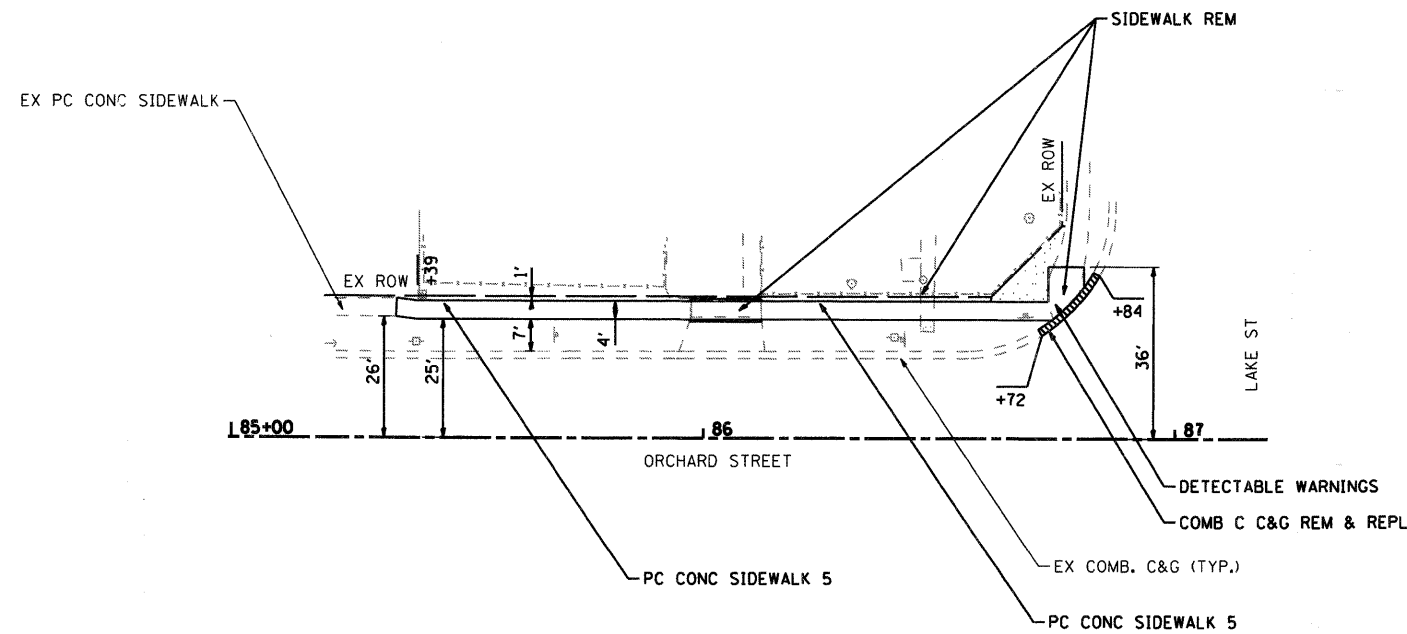 SIDEWALK REM
EX PC CONC SIDEWALK
EX ROW
EX ROW
+39
1'
7'
4'
26'
25'
+84
+72
36'
LAKE ST
85+00
86
87
ORCHARD STREET
DETECTABLE WARNINGS
COMB C C&G REM & REPL
EX COMB. C&G (TYP.)
PC CONC SIDEWALK 5
PC CONC SIDEWALK 5